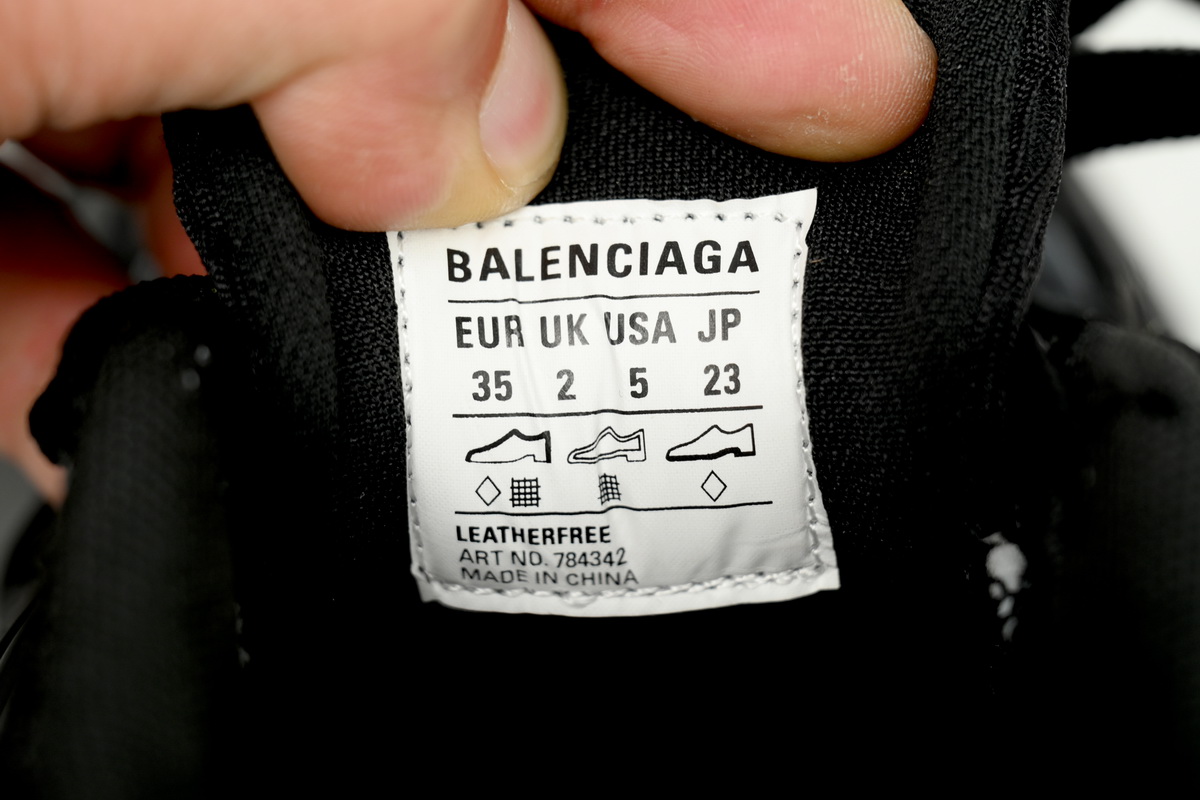 BALENCIAGA
EUR UK USA JP
35 2 5 23
LEATHERFREE
ART NO. 784342
MADE IN CHINA